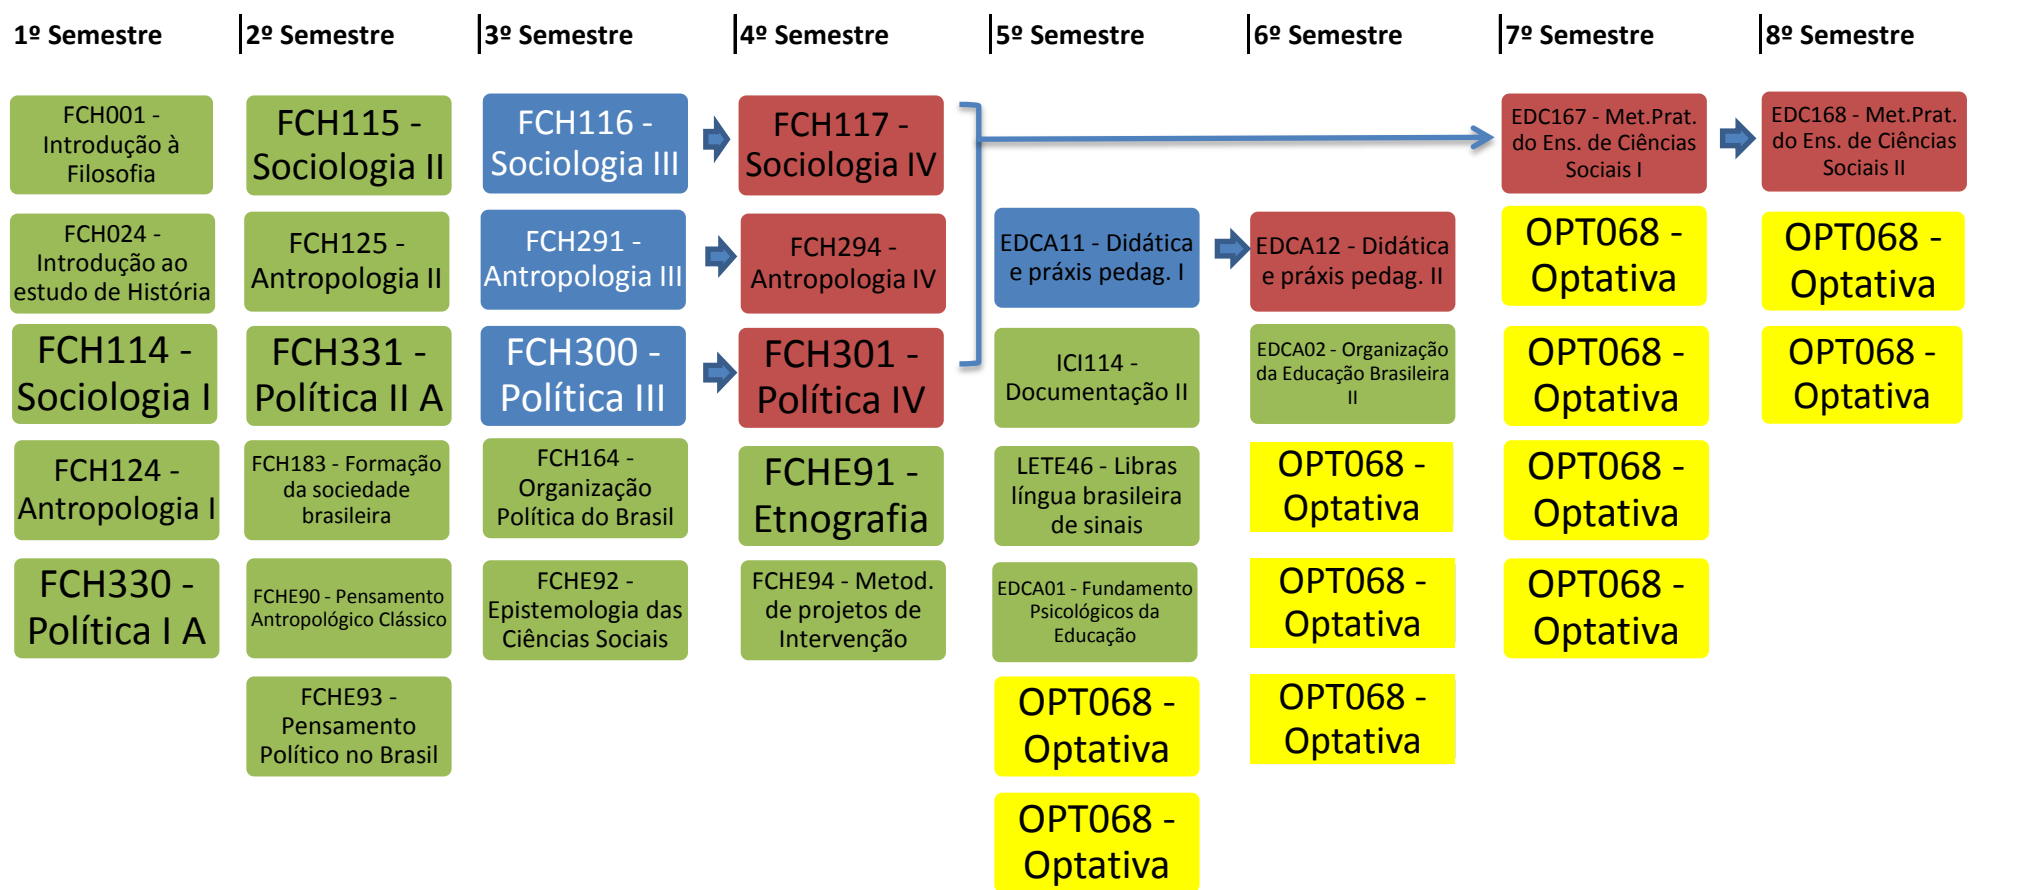 1º Semestre
2º Semestre
3º Semestre
4º Semestre
5º Semestre
6º Semestre
7º Semestre
8º Semestre
FCH001 -
Introdução à
Filosofia
FCH024 -
Introdução ao
estudo de História
FCH114 -
Sociologia I
FCH124 -
Antropologia I
FCH330 -
Política I A
FCH115 -
Sociologia II
FCH125 -
Antropologia II
FCH331 -
Política II A
FCH183 - Formação
da sociedade
brasileira
FCHE90 - Pensamento
Antropológico Clássico
FCHE93 -
Pensamento
Político no Brasil
FCH116 -
Sociologia III
FCH291 -
Antropologia III
FCH300 -
Política III
FCH164 -
Organização
Política do Brasil
FCHE92 -
Epistemologia das
Ciências Sociais
FCH117 -
Sociologia IV
FCH294 -
Antropologia IV
FCH301 -
Política IV
FCHE91 -
Etnografia
FCHE94 - Metod.
de projetos de
Intervenção
EDCA11 - Didática
e práxis pedag. I
ICI114 -
Documentação II
LETE46 - Libras
língua brasileira
de sinais
EDCA01 - Fundamento
Psicológicos da
Educação
OPT068 -
Optativa
OPT068 -
Optativa
EDCA12 - Didática
e práxis pedag. II
EDCA02 - Organização
da Educação Brasileira
II
OPT068 -
Optativa
OPT068 -
Optativa
OPT068 -
Optativa
EDC167 - Met.Prat.
do Ens. de Ciências
Sociais I
OPT068 -
Optativa
OPT068 -
Optativa
OPT068 -
Optativa
OPT068 -
Optativa
EDC168 - Met.Prat.
do Ens. de Ciências
Sociais II
OPT068 -
Optativa
OPT068 -
Optativa